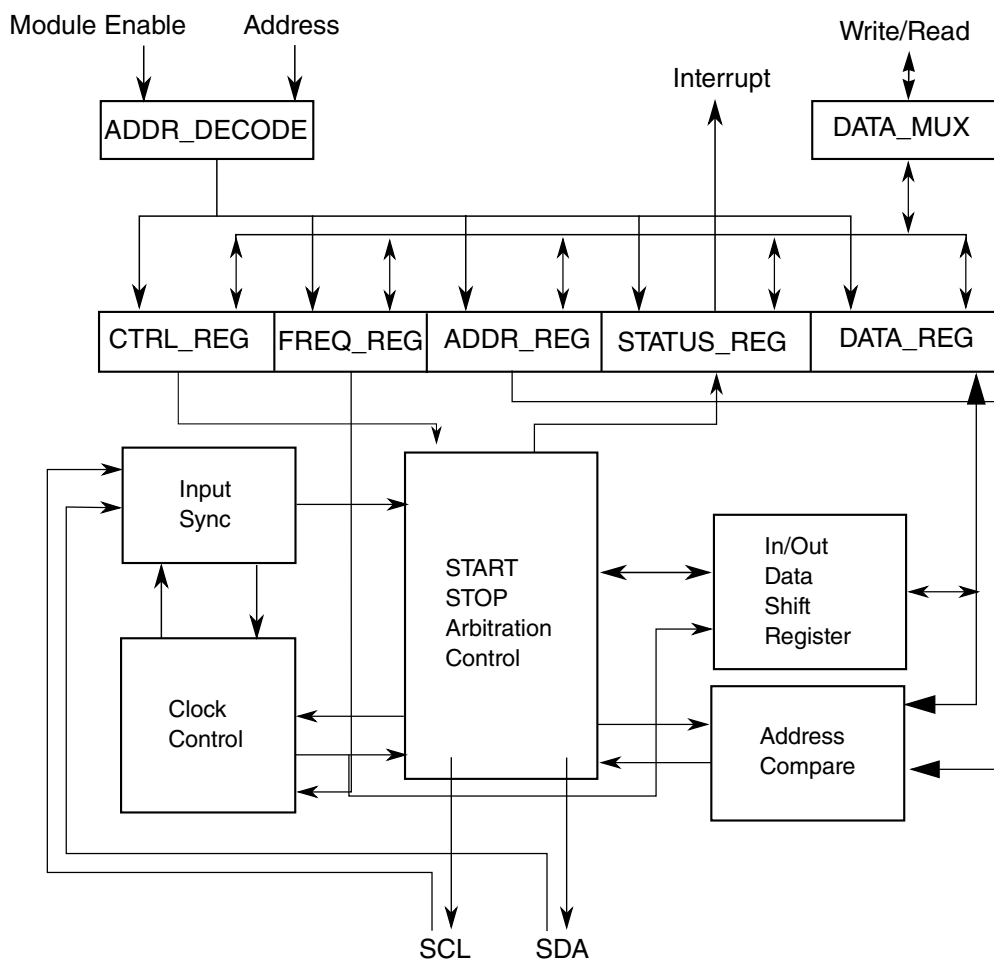 Module Enable
Address
Write/Read
Interrupt
ADDR_DECODE
DATA_MUX
CTRL_REG
FREQ_REG
ADDR_REG
STATUS_REG
DATA_REG
Input
Sync
START
STOP
Arbitration
Control
In/Out
Data
Shift
Register
Clock
Control
Address
Compare
SCL
SDA